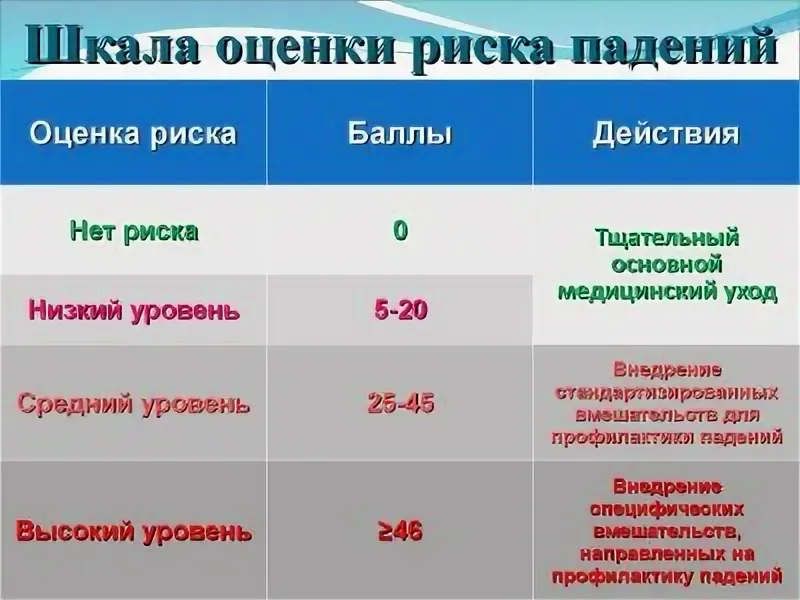 Шкала оценки риска падений
Оценка риска
Баллы
Действия
Нет риска
0
Тщательный
основной
медицинский уход
Низкий уровень
5-20
Средний уровень
25-45
Внедрение
стандартизированных
вмешательств для
профилактики падений
Высокий уровень
≥46
Внедрение
специфических
вмешательств,
направленных на
профилактику падений